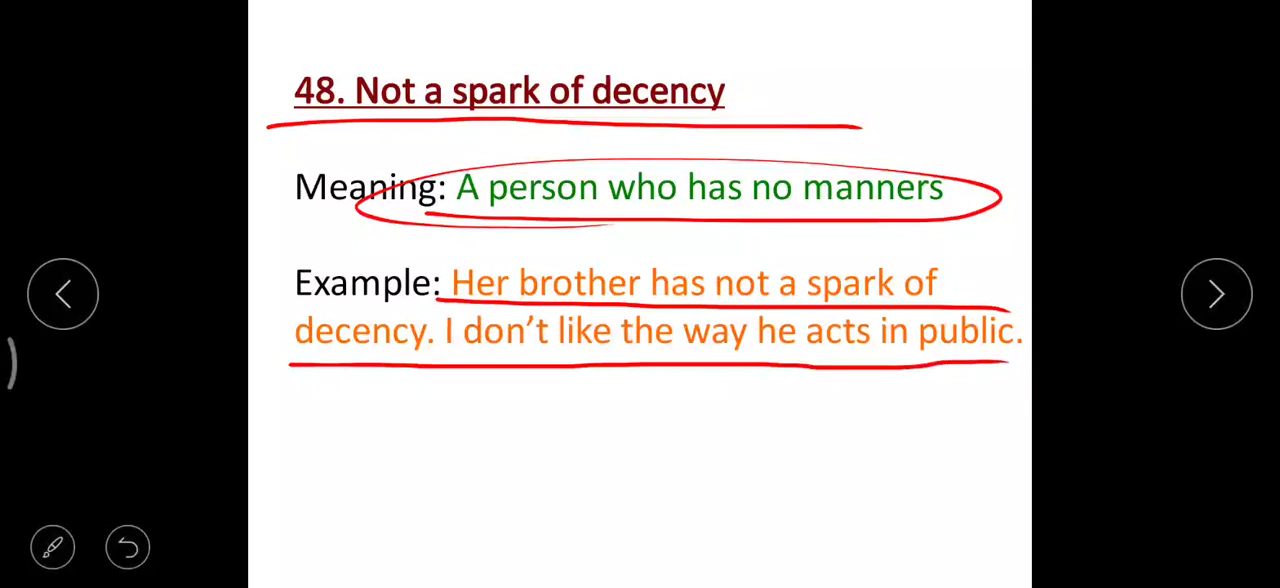 48. Not a spark of decency
Meaning: A person who has no manners
Example: Her brother has not a spark of
decency. I don’t like the way he acts in public.